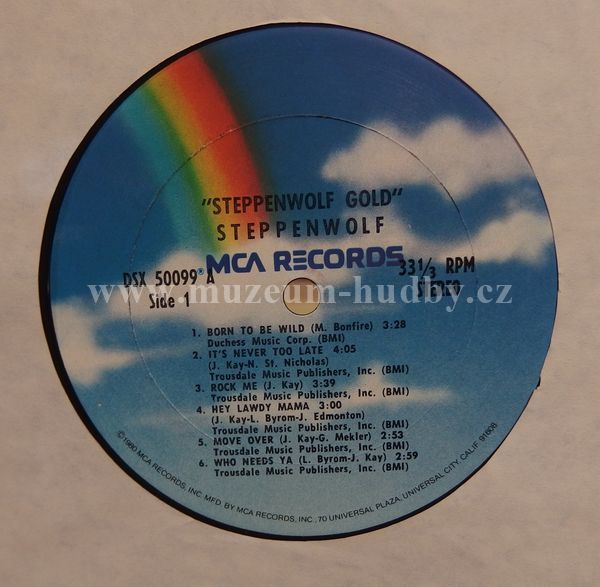 "STEPPENWOLF GOLD"
STEPPENWOLF
MCA RECORDS
DSX 50099 A
Side 1
33 1/3 RPM
STEREO
www.muzeum-hudby.cz
1. BORN TO BE WILD (M. Bonfire) 3:28
Duchess Music Corp. (BMI)
2. IT'S NEVER TOO LATE 4:05
(J. Kay-N. St. Nicholas)
Trousdale Music Publishers, Inc. (BMI)
3. ROCK ME (J. Kay) 3:39
Trousdale Music Publishers, Inc. (BMI)
4. HEY LAWDY MAMA 3:00
(J. Kay-L. Byrom-J. Edmonton)
Trousdale Music Publishers, Inc. (BMI)
5. MOVE OVER (J. Kay-G. Mekler) 2:53
Trousdale Music Publishers, Inc. (BMI)
6. WHO NEEDS YA (L. Byrom-J. Kay) 2:59
Trousdale Music Publishers, Inc. (BMI)
©1980 MCA RECORDS, INC. MFD. BY MCA RECORDS, INC., 70 UNIVERSAL PLAZA, UNIVERSAL CITY, CALIF. 91608